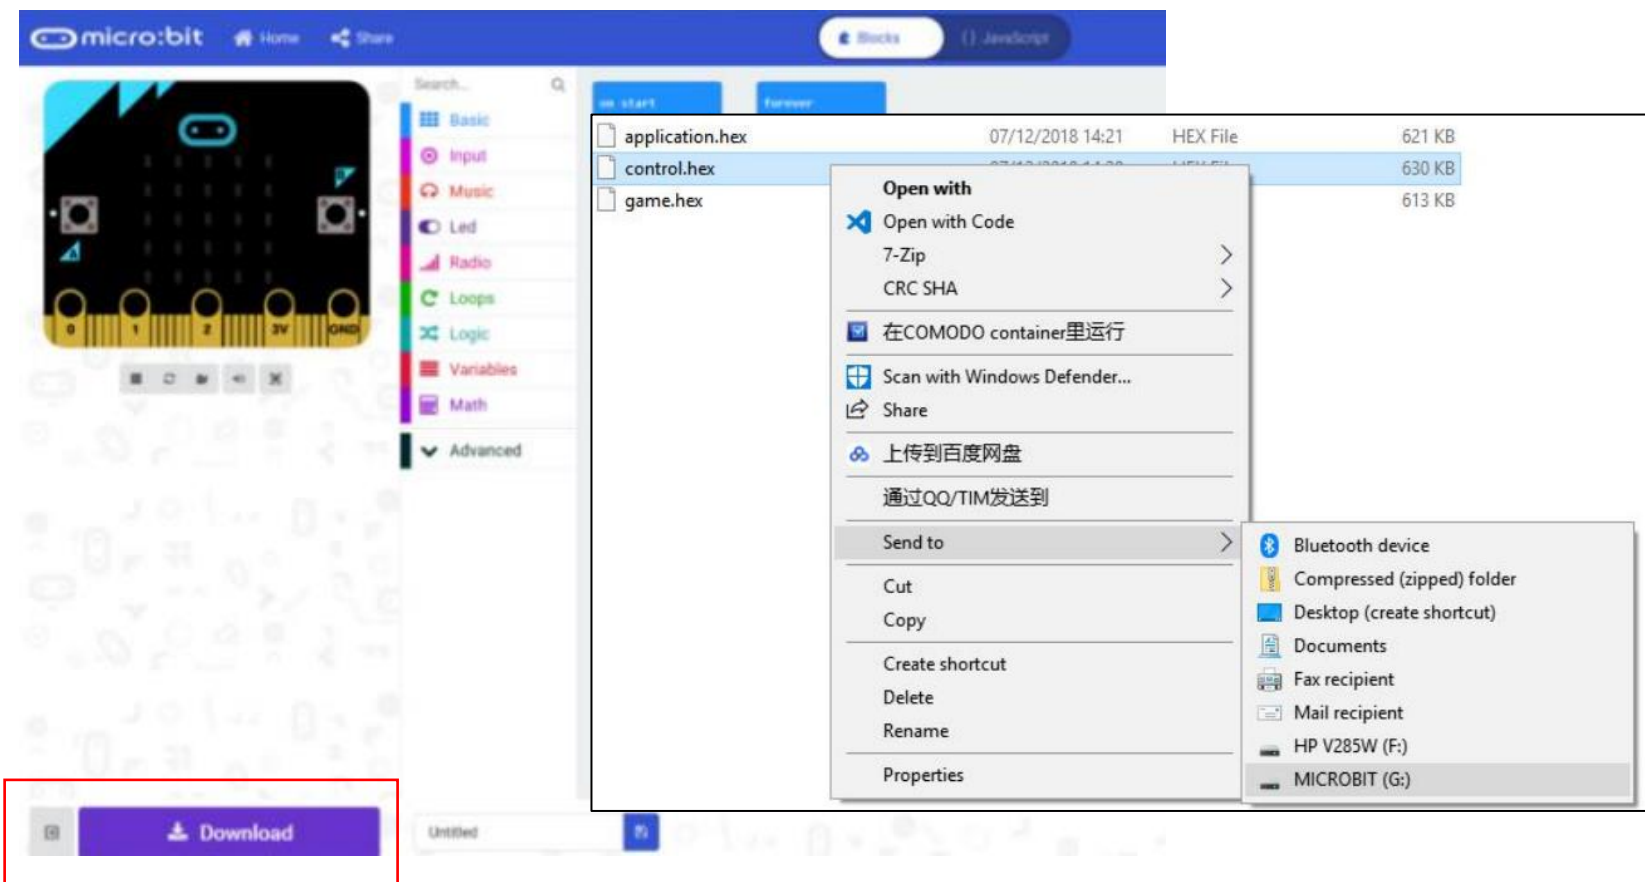 micro:bit
Home
Share
Blocks
{} JavaScript
Search...
Basic
Input
Music
Led
Radio
Loops
Logic
Variables
Math
Advanced
on start
forever
B
A
0 1 2 3V GND
Download
Untitled
application.hex 07/12/2018 14:21 HEX File 621 KB
control.hex 630 KB
game.hex 613 KB
Open with
Open with Code
7-Zip
CRC SHA
在COMODO container里运行
Scan with Windows Defender...
Share
上传到百度网盘
通过QQ/TIM发送到
Send to
Cut
Copy
Create shortcut
Delete
Rename
Properties
Bluetooth device
Compressed (zipped) folder
Desktop (create shortcut)
Documents
Fax recipient
Mail recipient
HP V285W (F:)
MICROBIT (G:)